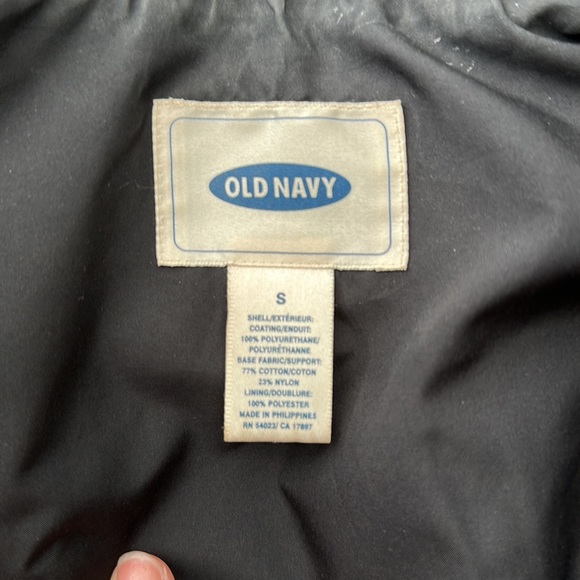 OLD NAVY
S
SHELL/EXTÉRIEUR:
COATING/ENDUIT:
100% POLYURETHANE/
POLYURÉTHANNE
BASE FABRIC/SUPPORT:
77% COTTON/COTON
23% NYLON
LINING/DOUBLURE:
100% POLYESTER
MADE IN PHILIPPINES
RN 54023/ CA 17897